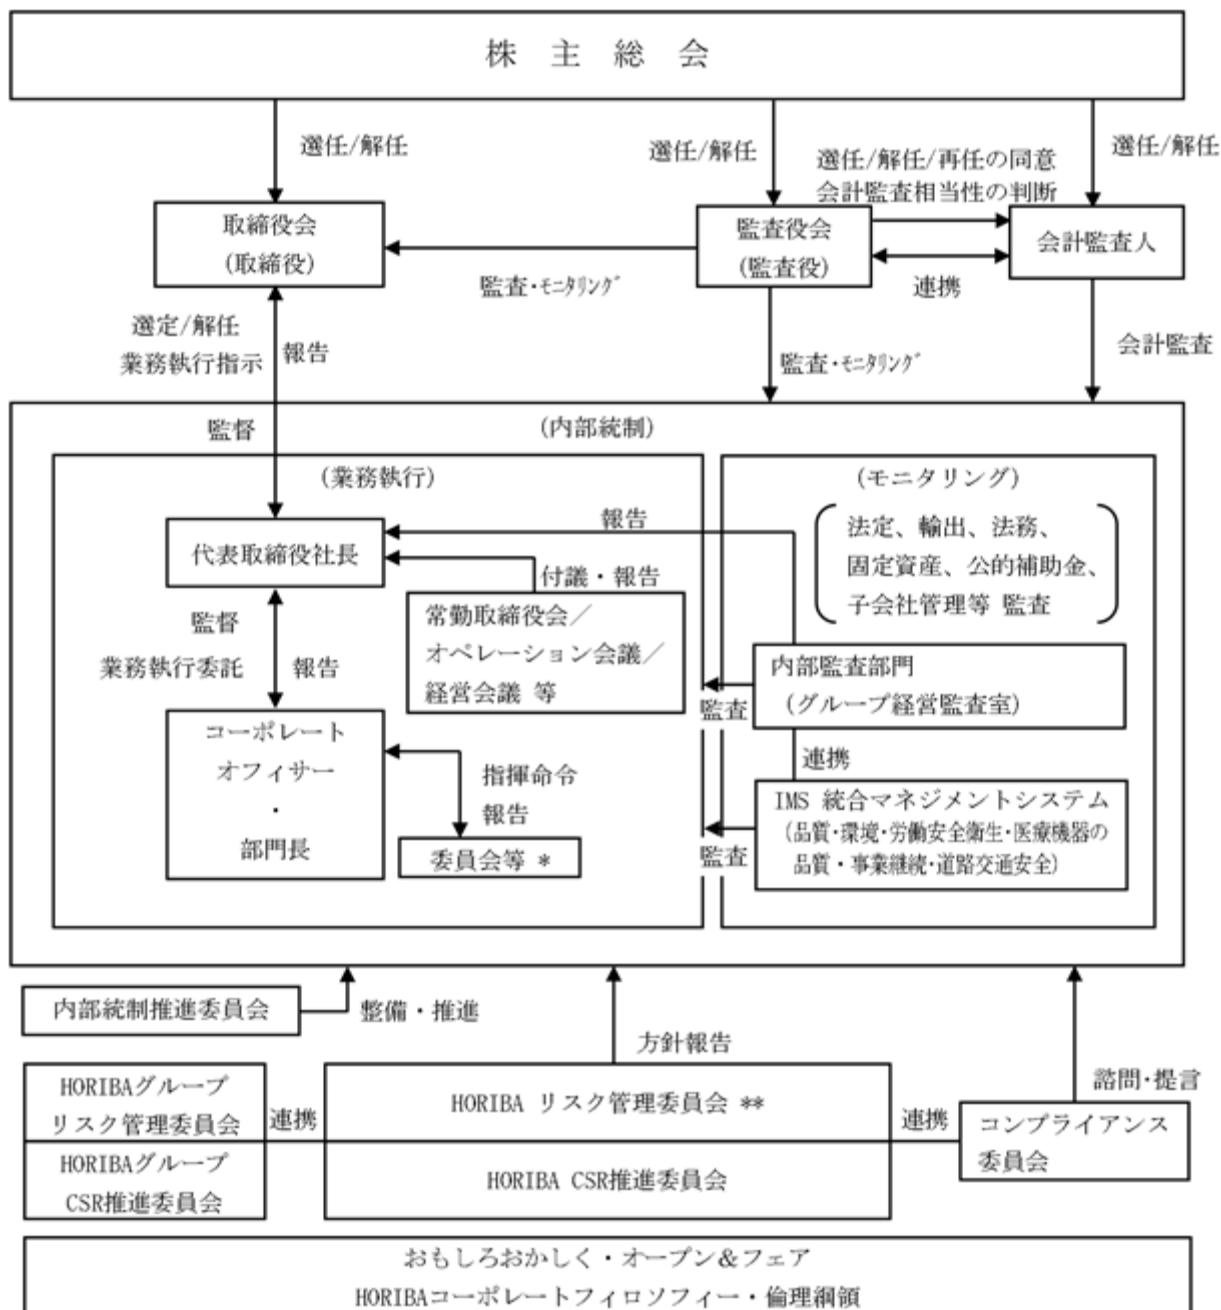 株 主 総 会
選任/解任
選任/解任
選任/解任/再任の同意
会計監査相当性の判断
選任/解任
取締役会
(取締役)
監査役会
(監査役)
会計監査人
監査・ﾓﾆﾀﾘﾝｸﾞ
連携
選定/解任
業務執行指示
報告
監督
監査・ﾓﾆﾀﾘﾝｸﾞ
会計監査
(内部統制)
(業務執行)
代表取締役社長
報告
付議・報告
常勤取締役会／
オペレーション会議／
経営会議 等
監督
業務執行委託
報告
コーポレート
オフィサー
・
部門長
指揮命令
報告
委員会等 *
(モニタリング)
法定、輸出、法務、
固定資産、公的補助金、
子会社管理等 監査
内部監査部門
(グループ経営監査室)
監査
連携
IMS 統合マネジメントシステム
(品質・環境・労働安全衛生・医療機器の
品質・事業継続・道路交通安全)
監査
内部統制推進委員会
整備・推進
方針報告
諮問・提言
HORIBAグループ
リスク管理委員会
HORIBAグループ
CSR推進委員会
連携
HORIBA リスク管理委員会 **
HORIBA CSR推進委員会
連携
コンプライアンス
委員会
おもしろおかしく・オープン＆フェア
HORIBAコーポレートフィロソフィー・倫理綱領